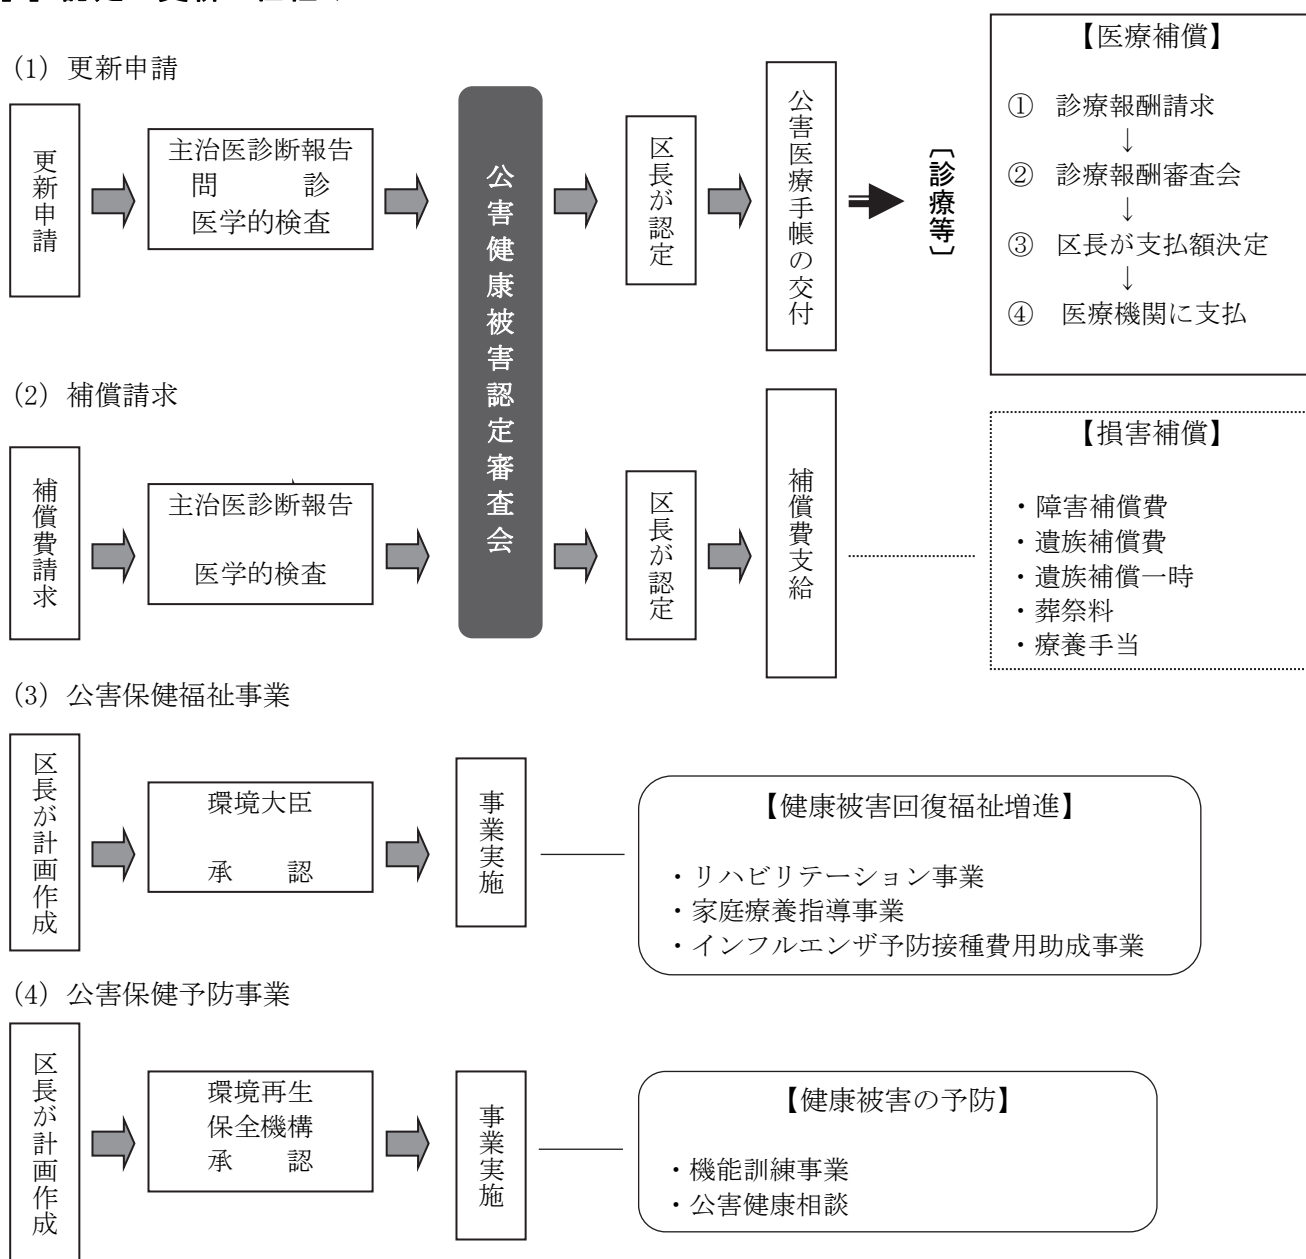 (1) 更新申請
更新申請
主治医診断報告
問　　診
医学的検査
公害健康被害認定審査会
区長が認定
公害医療手帳の交付
〔診療等〕
【医療補償】
①　診療報酬請求
↓
②　診療報酬審査会
↓
③　区長が支払額決定
↓
④　医療機関に支払
(2) 補償請求
補償費請求
主治医診断報告
医学的検査
区長が認定
補償費支給
【損害補償】
・障害補償費
・遺族補償費
・遺族補償一時
・葬祭料
・療養手当
(3) 公害保健福祉事業
区長が計画作成
環境大臣
承　　認
事業実施
【健康被害回復福祉増進】
・リハビリテーション事業
・家庭療養指導事業
・インフルエンザ予防接種費用助成事業
(4) 公害保健予防事業
区長が計画作成
環境再生
保全機構
承　　認
事業実施
【健康被害の予防】
・機能訓練事業
・公害健康相談